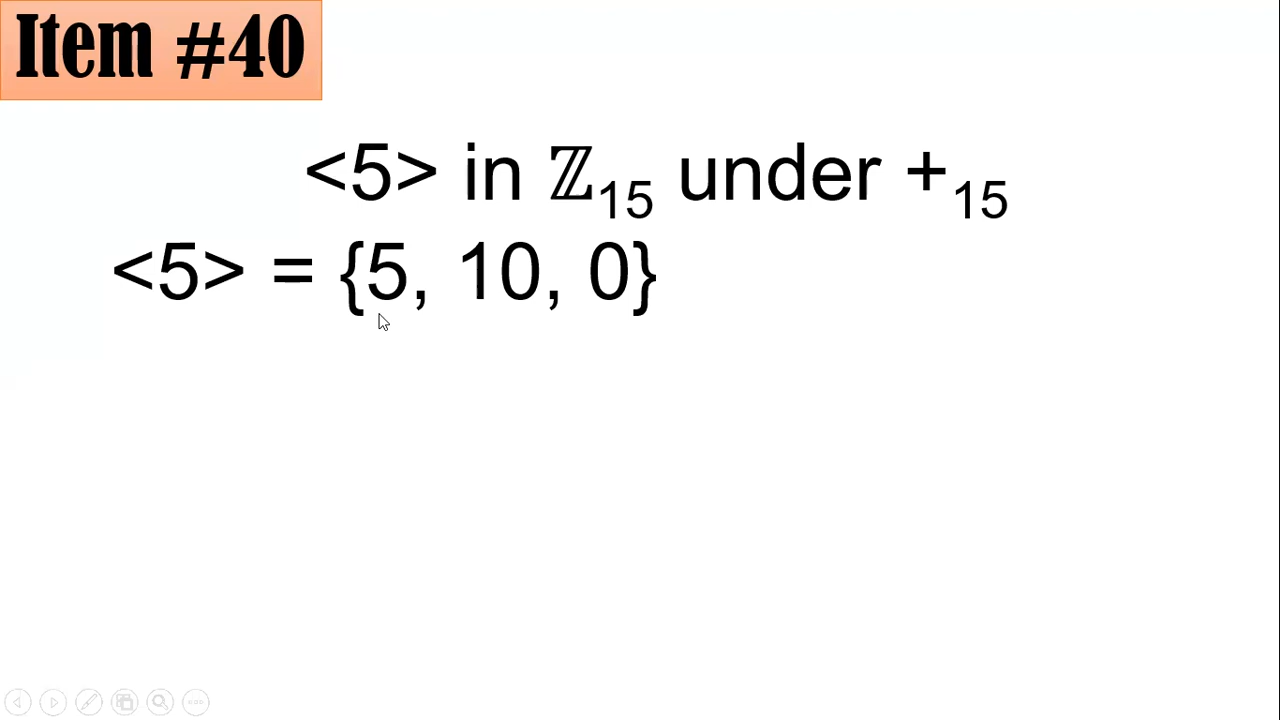 Item #40
<5> in ℤ₁₅ under +₁₅
<5> = {5, 10, 0}